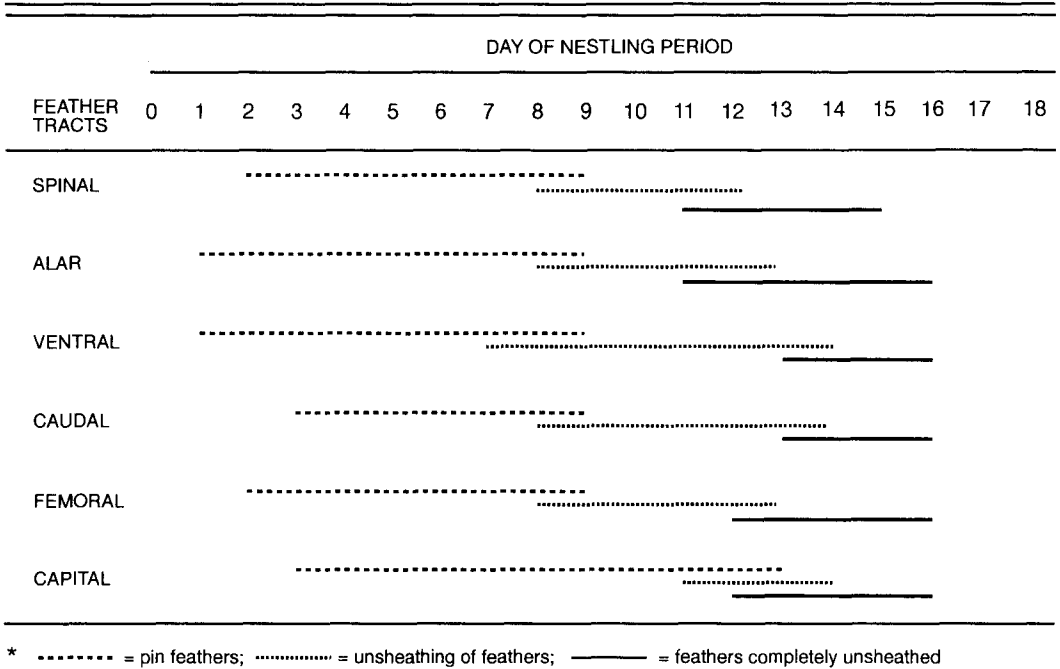 DAY OF NESTLING PERIOD
FEATHER TRACTS 0 1 2 3 4 5 6 7 8 9 10 11 12 13 14 15 16 17 18
SPINAL
ALAR
VENTRAL
CAUDAL
FEMORAL
CAPITAL
* = pin feathers; = unsheathing of feathers; = feathers completely unsheathed